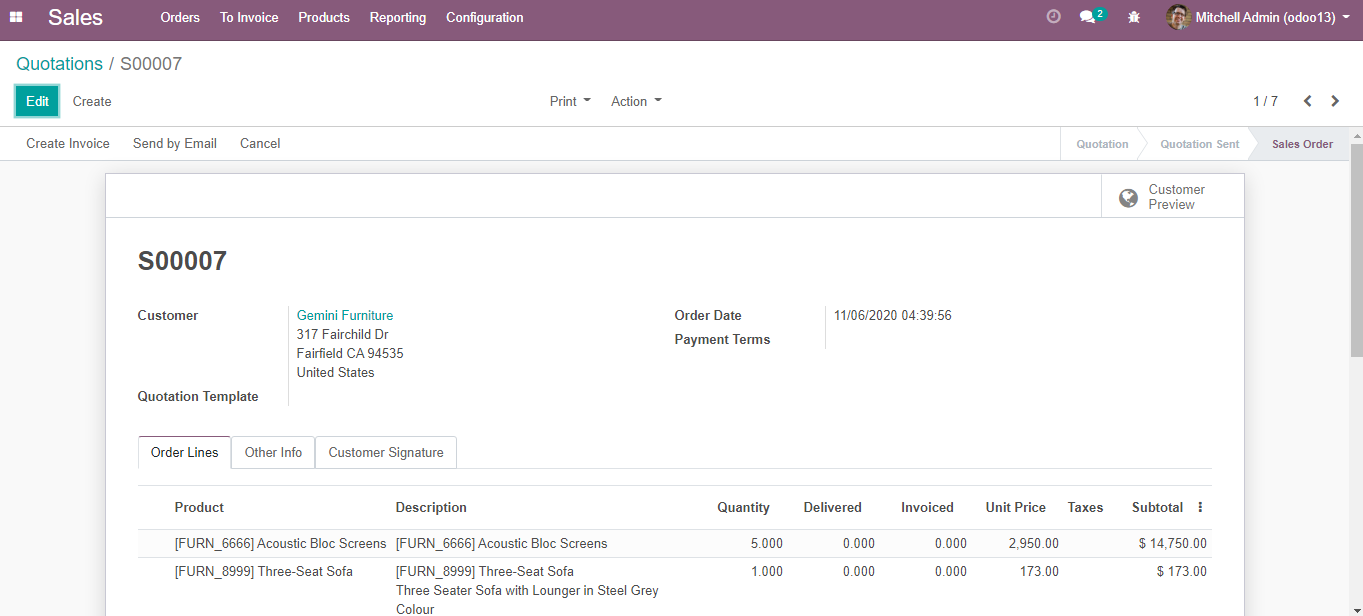 Sales Orders To Invoice Products Reporting Configuration 2 Mitchell Admin (odoo13)
Quotations / S00007
Edit Create Print Action 1 / 7
Create Invoice Send by Email Cancel Quotation Quotation Sent Sales Order
Customer
Preview
S00007
Customer Gemini Furniture Order Date 11/06/2020 04:39:56
317 Fairchild Dr
Payment Terms
Fairfield CA 94535
United States
Quotation Template
Order Lines Other Info Customer Signature
Product Description Quantity Delivered Invoiced Unit Price Taxes Subtotal
[FURN_6666] Acoustic Bloc Screens [FURN_6666] Acoustic Bloc Screens 5.000 0.000 0.000 2,950.00 $ 14,750.00
[FURN_8999] Three-Seat Sofa [FURN_8999] Three-Seat Sofa 1.000 0.000 0.000 173.00 $ 173.00
Three Seater Sofa with Lounger in Steel Grey
Colour